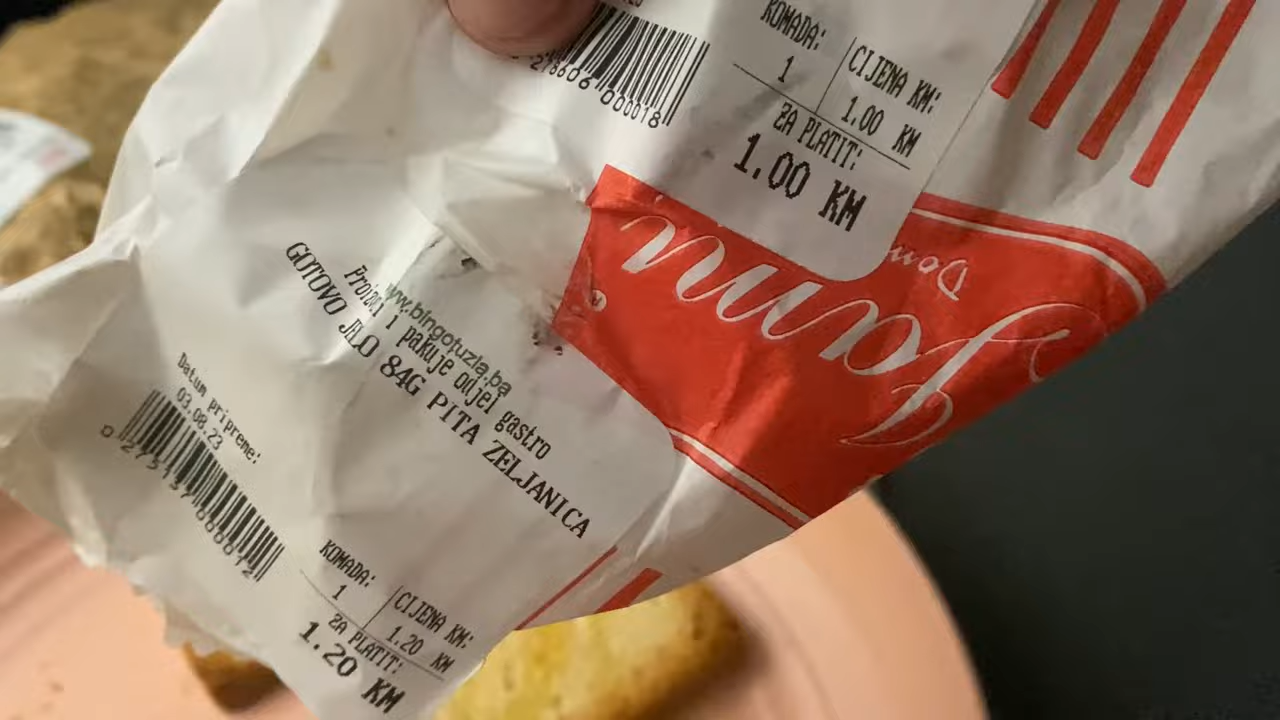 2786060000018
KOMADA:
1
CIJENA KM:
1.00 KM
ZA PLATIT:
1.00 KM
www.bingotuzla.ba
Proizvodi i pakuje odjel gastro
GOTOVO JELO 84G PITA ZELJANICA
Datum pripreme:
03.08.23
KOMADA:
1
CIJENA KM:
1.20 KM
ZA PLATIT:
1.20 KM